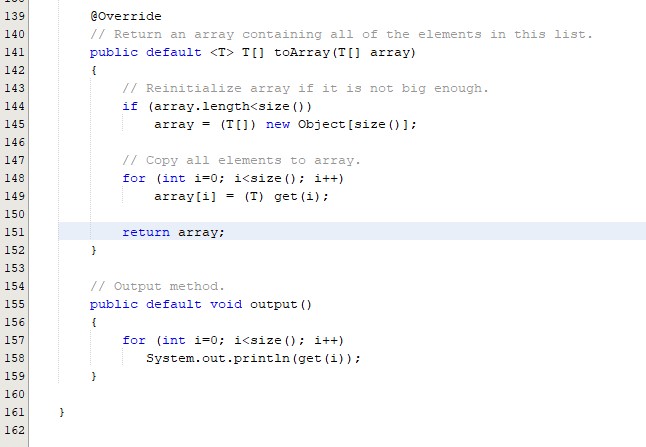 139 @Override
140 // Return an array containing all of the elements in this list.
141 public default <T> T[] toArray(T[] array)
142 {
143 // Reinitialize array if it is not big enough.
144 if (array.length<size())
145 array = (T[]) new Object[size()];
146
147 // Copy all elements to array.
148 for (int i=0; i<size(); i++)
149 array[i] = (T) get(i);
150
151 return array;
152 }
153
154 // Output method.
155 public default void output()
156 {
157 for (int i=0; i<size(); i++)
158 System.out.println(get(i));
159 }
160
161 }
162